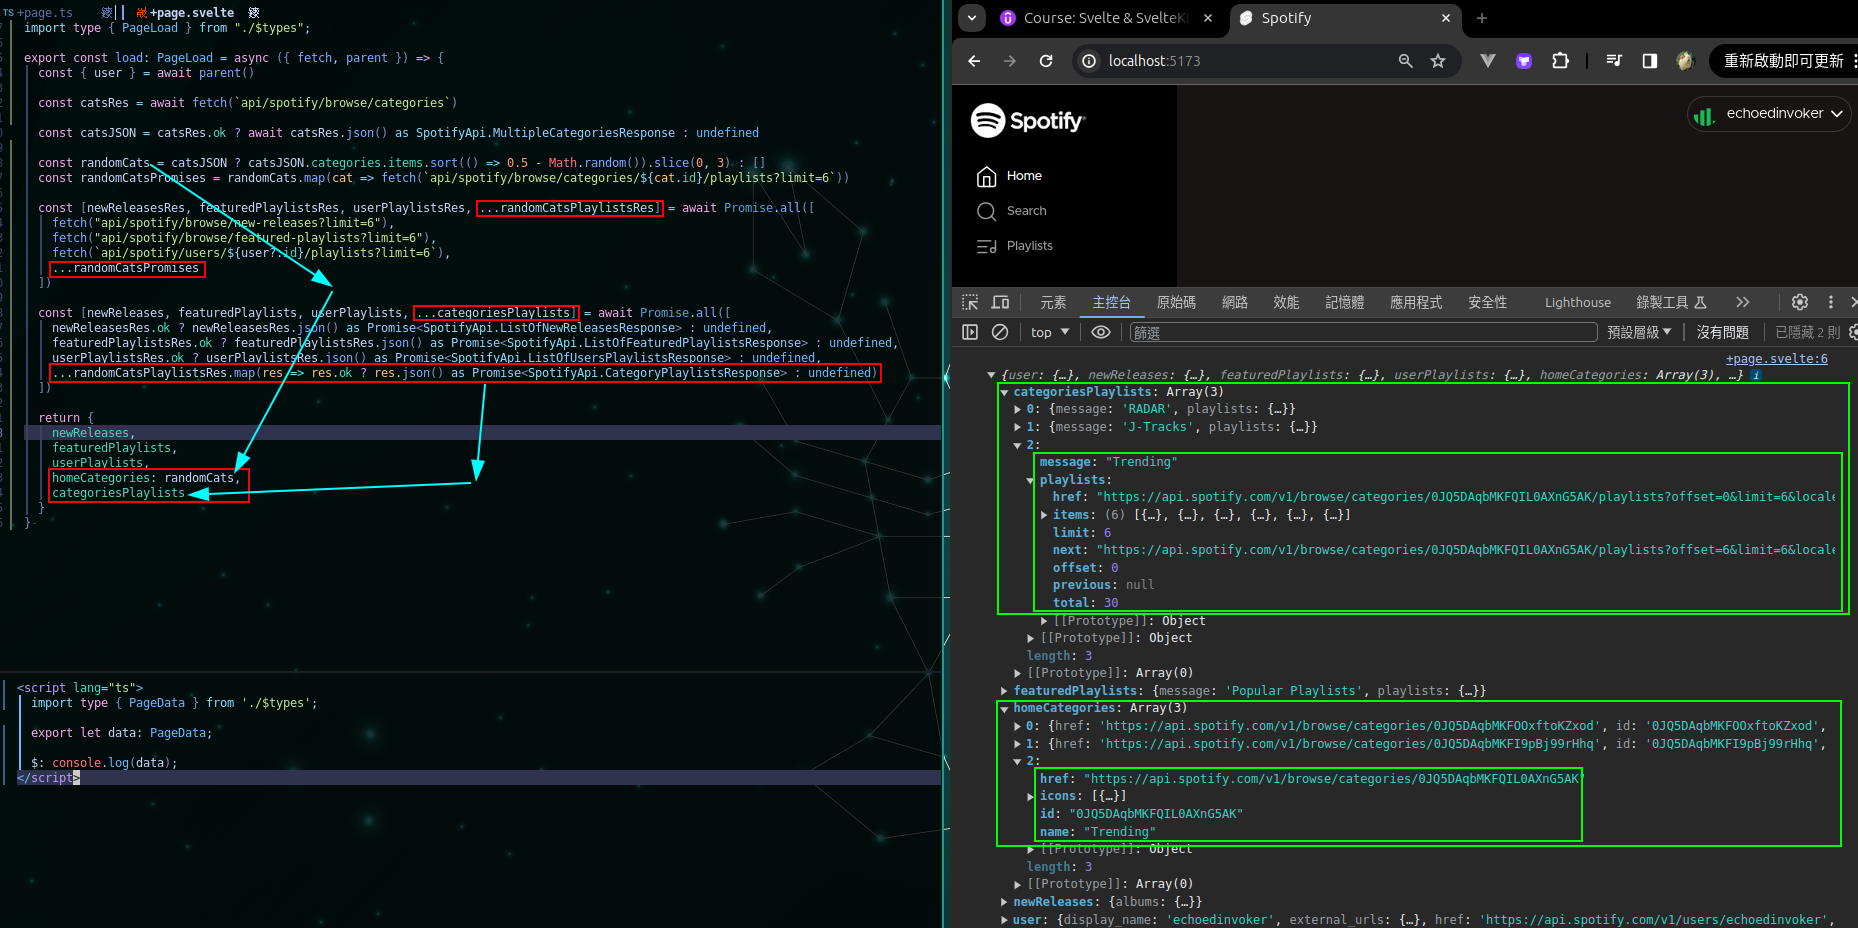 +page.ts
+page.svelte
import type { PageLoad } from "./$types";
export const load: PageLoad = async ({ fetch, parent }) => {
const { user } = await parent()
const catsRes = await fetch(`api/spotify/browse/categories`)
const catsJSON = catsRes.ok ? await catsRes.json() as SpotifyApi.MultipleCategoriesResponse : undefined
const randomCats = catsJSON ? catsJSON.categories.items.sort(() => 0.5 - Math.random()).slice(0, 3) : []
const randomCatsPromises = randomCats.map(cat => fetch(`api/spotify/browse/categories/${cat.id}/playlists?limit=6`))
const [newReleasesRes, featuredPlaylistsRes, userPlaylistsRes, ...randomCatsPlaylistsRes] = await Promise.all([
fetch("api/spotify/browse/new-releases?limit=6"),
fetch("api/spotify/browse/featured-playlists?limit=6"),
fetch(`api/spotify/users/${user?.id}/playlists?limit=6`),
...randomCatsPromises
])
const [newReleases, featuredPlaylists, userPlaylists, ...categoriesPlaylists] = await Promise.all([
newReleasesRes.ok ? newReleasesRes.json() as Promise<SpotifyApi.ListOfNewReleasesResponse> : undefined,
featuredPlaylistsRes.ok ? featuredPlaylistsRes.json() as Promise<SpotifyApi.ListOfFeaturedPlaylistsResponse> : undefined,
userPlaylistsRes.ok ? userPlaylistsRes.json() as Promise<SpotifyApi.ListOfUsersPlaylistsResponse> : undefined,
...randomCatsPlaylistsRes.map(res => res.ok ? res.json() as Promise<SpotifyApi.CategoryPlaylistsResponse> : undefined)
])
return {
newReleases,
featuredPlaylists,
userPlaylists,
homeCategories: randomCats,
categoriesPlaylists
}
}
<script lang="ts">
import type { PageData } from './$types';
export let data: PageData;
$: console.log(data);
</script>
Course: Svelte & SvelteKi
Spotify
localhost:5173
重新啟動即可更新
Spotify
echoedinvoker
Home
Search
Playlists
元素 主控台 原始碼 網路 效能 記憶體 應用程式 安全性 Lighthouse 錄製工具
top 篩選 預設層級 沒有問題 已隱藏 2 則
+page.svelte:6
{user: {…}, newReleases: {…}, featuredPlaylists: {…}, userPlaylists: {…}, homeCategories: Array(3), …}
categoriesPlaylists: Array(3)
0: {message: 'RADAR', playlists: {…}}
1: {message: 'J-Tracks', playlists: {…}}
2:
message: "Trending"
playlists:
href: "https://api.spotify.com/v1/browse/categories/0JQ5DAqbMKFQIL0AXnG5AK/playlists?offset=0&limit=6&locale
items: (6) [{…}, {…}, {…}, {…}, {…}, {…}]
limit: 6
next: "https://api.spotify.com/v1/browse/categories/0JQ5DAqbMKFQIL0AXnG5AK/playlists?offset=6&limit=6&locale
offset: 0
previous: null
total: 30
[[Prototype]]: Object
[[Prototype]]: Object
length: 3
[[Prototype]]: Array(0)
featuredPlaylists: {message: 'Popular Playlists', playlists: {…}}
homeCategories: Array(3)
0: {href: 'https://api.spotify.com/v1/browse/categories/0JQ5DAqbMKFOOxftoKZxod', id: '0JQ5DAqbMKFOOxftoKZxod',
1: {href: 'https://api.spotify.com/v1/browse/categories/0JQ5DAqbMKFI9pBj99rHhq', id: '0JQ5DAqbMKFI9pBj99rHhq',
2:
href: "https://api.spotify.com/v1/browse/categories/0JQ5DAqbMKFQIL0AXnG5AK"
icons: [{…}]
id: "0JQ5DAqbMKFQIL0AXnG5AK"
name: "Trending"
[[Prototype]]: Object
length: 3
[[Prototype]]: Array(0)
newReleases: {albums: {…}}
user: {display_name: 'echoedinvoker', external_urls: {…}, href: 'https://api.spotify.com/v1/users/echoedinvoker',